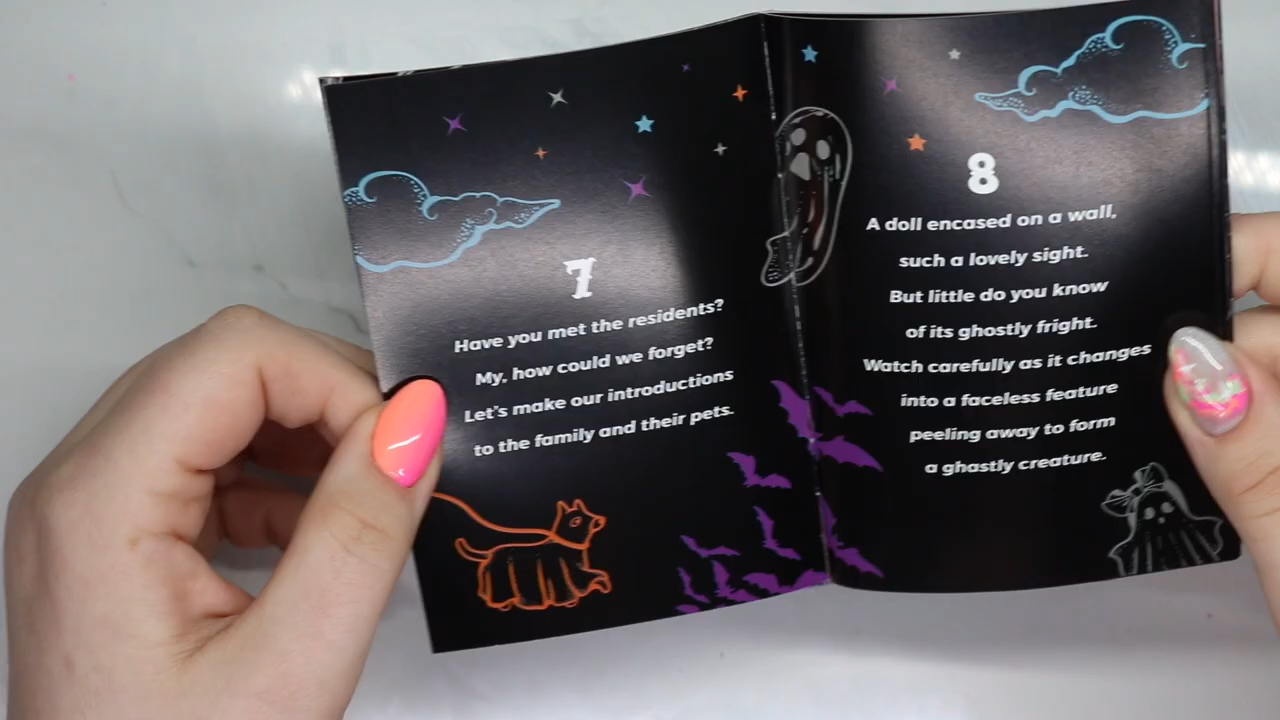 7
Have you met the residents?
My, how could we forget?
Let's make our introductions
to the family and their pets.
8
A doll encased on a wall,
such a lovely sight.
But little do you know
of its ghostly fright.
Watch carefully as it changes
into a faceless feature
peeling away to form
a ghastly creature.